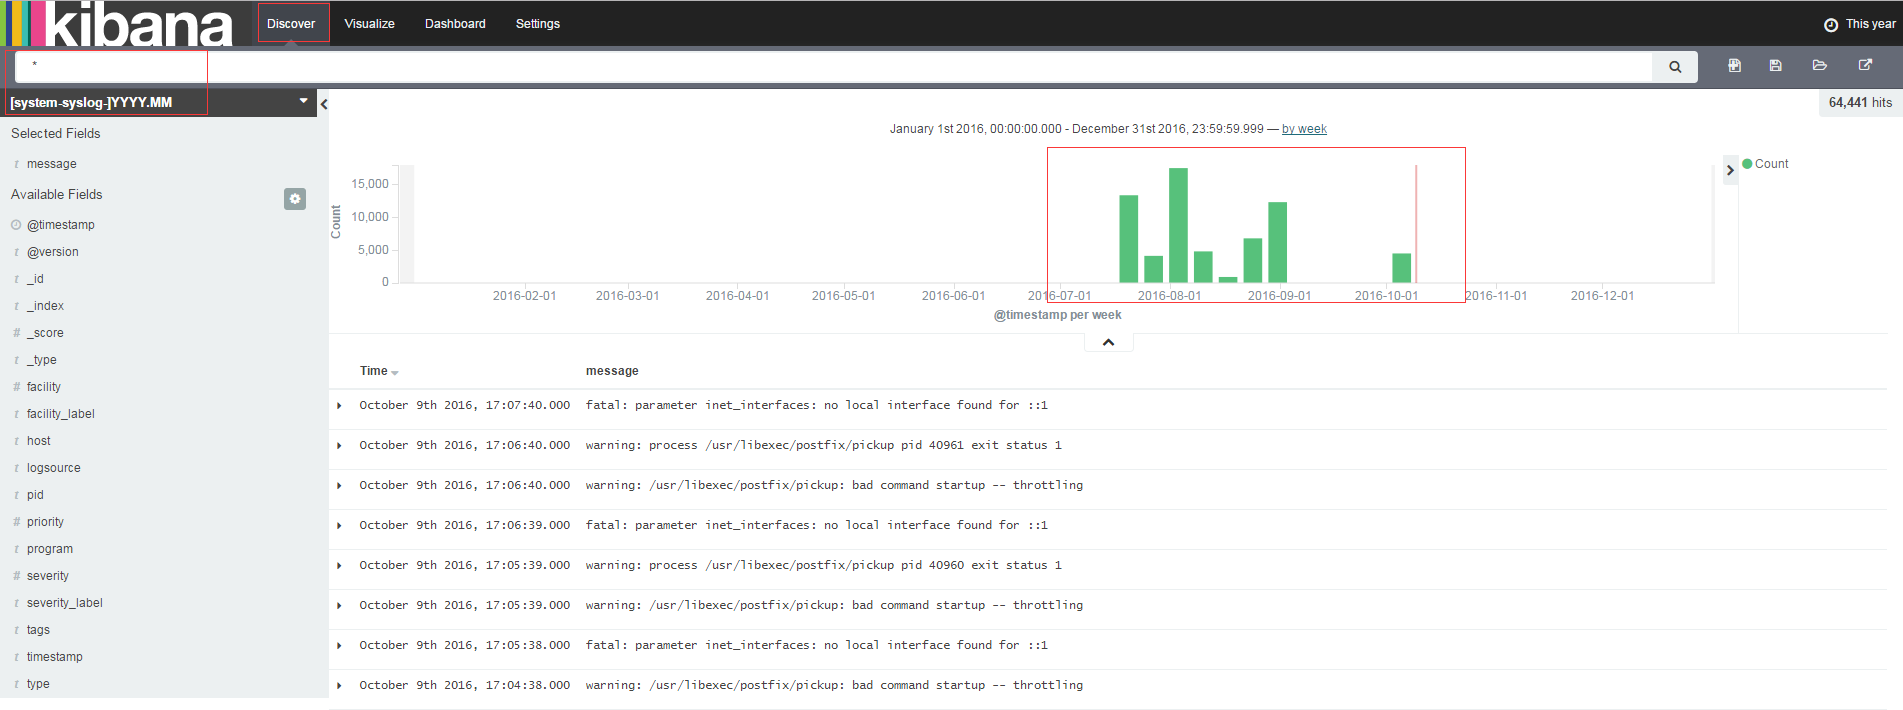 kibana Discover Visualize Dashboard Settings This year
*
[system-syslog-]YYYY.MM
64,441 hits
Selected Fields
t message
Available Fields
@timestamp
t @version
t _id
t _index
# _score
t _type
# facility
t facility_label
t host
t logsource
t pid
# priority
t program
# severity
t severity_label
t tags
t timestamp
t type
January 1st 2016, 00:00:00.000 - December 31st 2016, 23:59:59.999 — by week
Count
15,000
10,000
5,000
0
2016-02-01 2016-03-01 2016-04-01 2016-05-01 2016-06-01 2016-07-01 2016-08-01 2016-09-01 2016-10-01 2016-11-01 2016-12-01
@timestamp per week
Count
Time message
October 9th 2016, 17:07:40.000 fatal: parameter inet_interfaces: no local interface found for ::1
October 9th 2016, 17:06:40.000 warning: process /usr/libexec/postfix/pickup pid 40961 exit status 1
October 9th 2016, 17:06:40.000 warning: /usr/libexec/postfix/pickup: bad command startup -- throttling
October 9th 2016, 17:06:39.000 fatal: parameter inet_interfaces: no local interface found for ::1
October 9th 2016, 17:05:39.000 warning: process /usr/libexec/postfix/pickup pid 40960 exit status 1
October 9th 2016, 17:05:39.000 warning: /usr/libexec/postfix/pickup: bad command startup -- throttling
October 9th 2016, 17:05:38.000 fatal: parameter inet_interfaces: no local interface found for ::1
October 9th 2016, 17:04:38.000 warning: /usr/libexec/postfix/pickup: bad command startup -- throttling